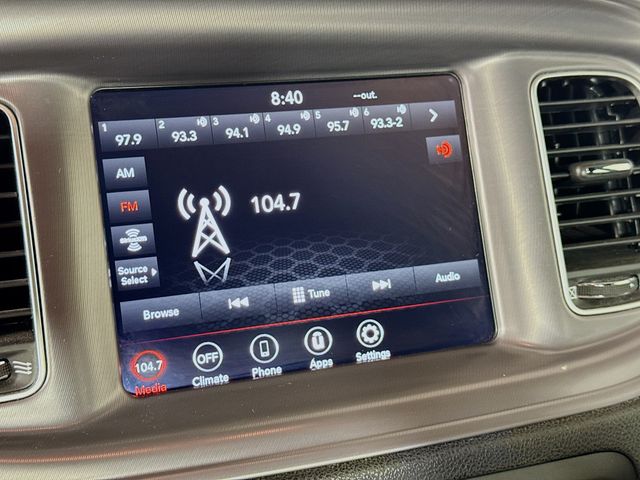 8:40 --out.
1 97.9 2 93.3 3 94.1 4 94.9 5 95.7 6 93.3-2
AM
FM
104.7
SiriusXM
Source
Select
Browse Tune Audio
104.7 OFF
Media Climate Phone Apps Settings